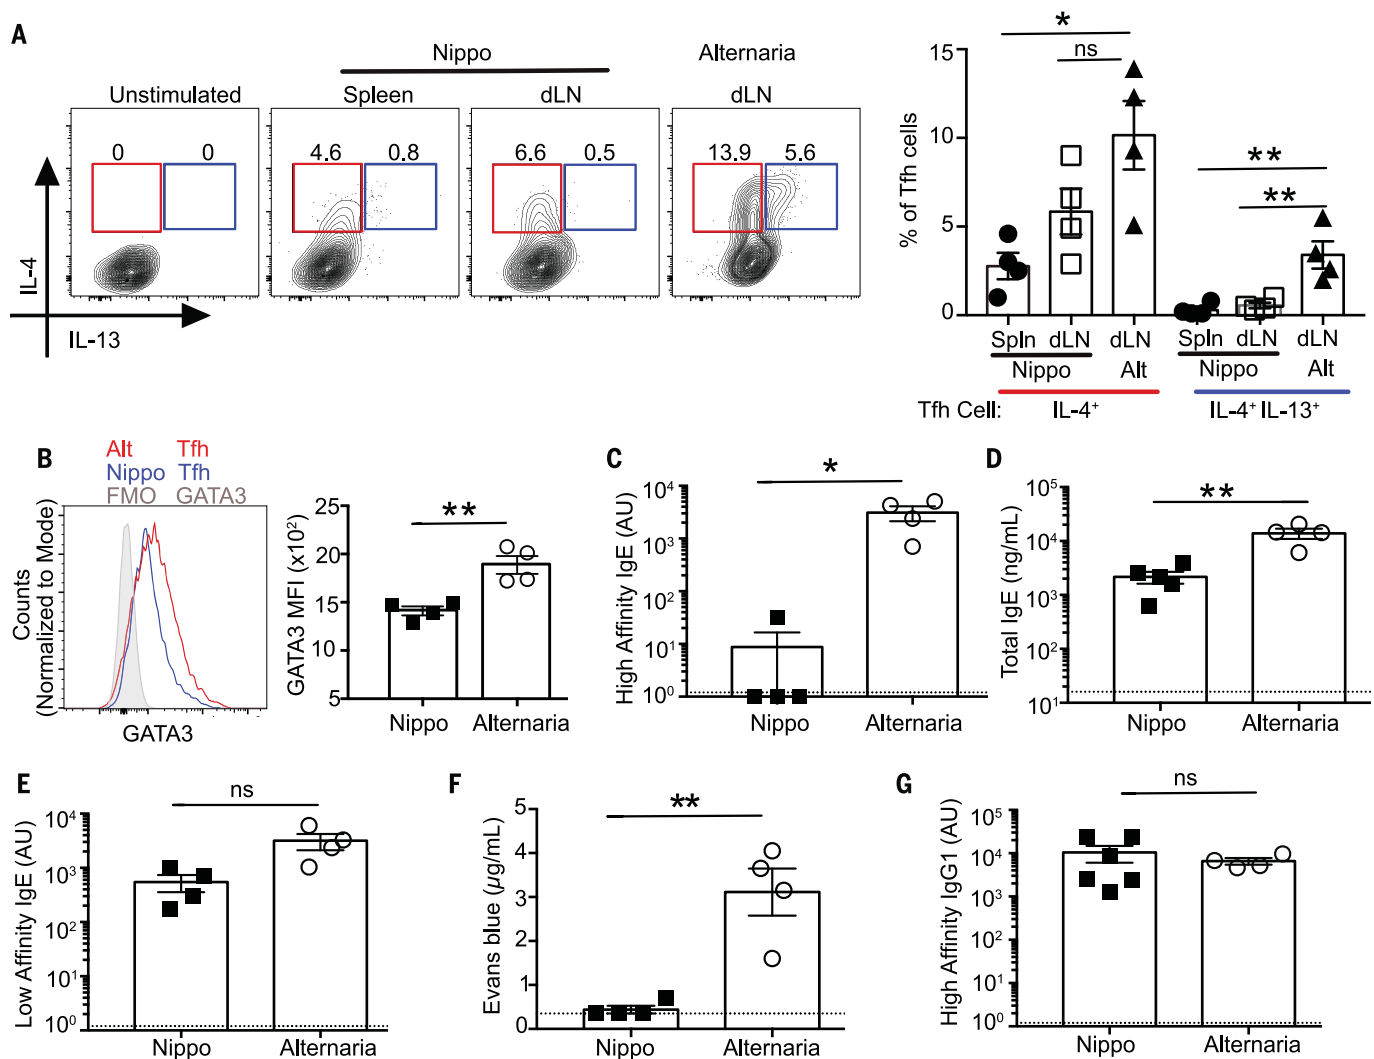 A
Nippo
Alternaria
Unstimulated
Spleen
dLN
dLN
0
0
4.6
0.8
6.6
0.5
13.9
5.6
IL-4
IL-13
% of Tfh cells
15
10
5
0
*
ns
**
**
Spln
dLN
dLN
Spln
dLN
dLN
Nippo
Alt
Nippo
Alt
Tfh Cell:
IL-4⁺
IL-4⁺ IL-13⁺
B
Alt Tfh
Nippo Tfh
FMO GATA3
Counts
(Normalized to Mode)
GATA3
GATA3 MFI (x10²)
25
20
15
10
5
**
Nippo
Alternaria
C
High Affinity IgE (AU)
10⁴
10³
10²
10¹
10⁰
*
Nippo
Alternaria
D
Total IgE (ng/mL)
10⁵
10⁴
10³
10²
10¹
**
Nippo
Alternaria
E
Low Affinity IgE (AU)
10⁴
10³
10²
10¹
10⁰
ns
Nippo
Alternaria
F
Evans blue (µg/mL)
5
4
3
2
1
0
**
Nippo
Alternaria
G
High Affinity IgG1 (AU)
10⁵
10⁴
10³
10²
10¹
10⁰
ns
Nippo
Alternaria